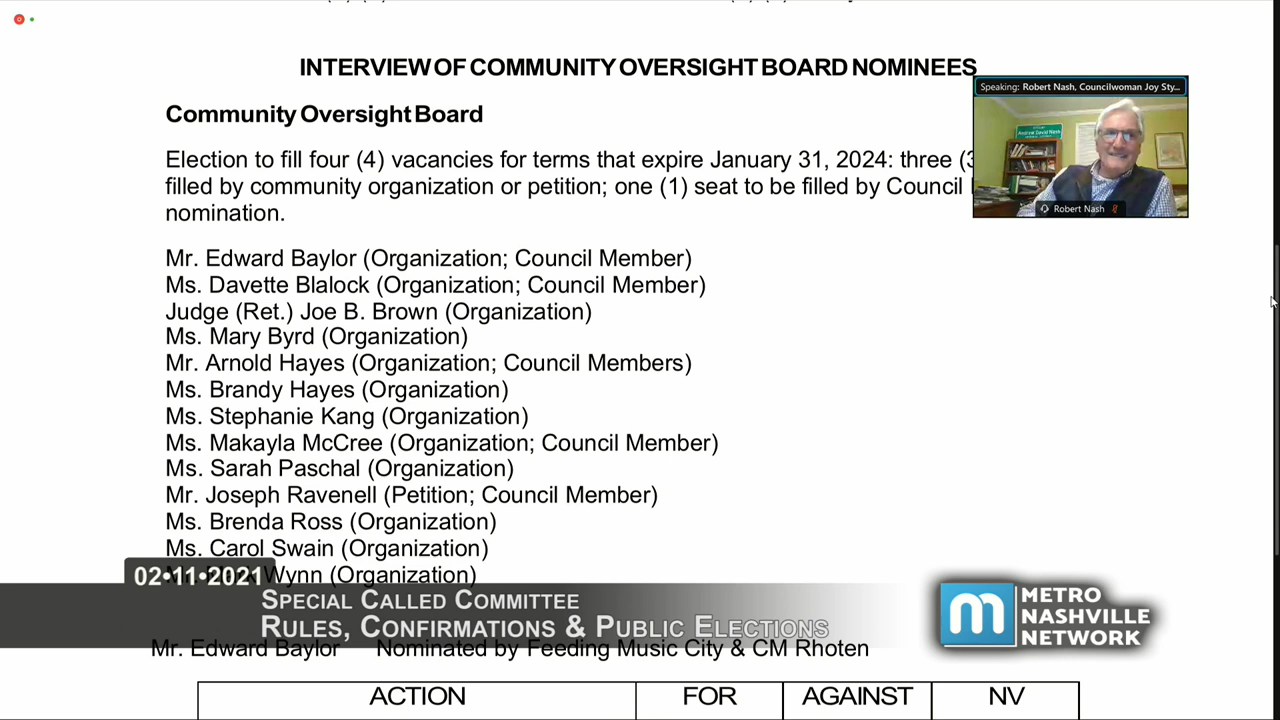 INTERVIEW OF COMMUNITY OVERSIGHT BOARD NOMINEES
Speaking: Robert Nash, Councilwoman Joy Sty...
Robert Nash
Community Oversight Board
Election to fill four (4) vacancies for terms that expire January 31, 2024: three (3
filled by community organization or petition; one (1) seat to be filled by Council
nomination.
Mr. Edward Baylor (Organization; Council Member)
Ms. Davette Blalock (Organization; Council Member)
Judge (Ret.) Joe B. Brown (Organization)
Ms. Mary Byrd (Organization)
Mr. Arnold Hayes (Organization; Council Members)
Ms. Brandy Hayes (Organization)
Ms. Stephanie Kang (Organization)
Ms. Makayla McCree (Organization; Council Member)
Ms. Sarah Paschal (Organization)
Mr. Joseph Ravenell (Petition; Council Member)
Ms. Brenda Ross (Organization)
Ms. Carol Swain (Organization)
Wynn (Organization)
02•11•2021
SPECIAL CALLED COMMITTEE
RULES, CONFIRMATIONS & PUBLIC ELECTIONS
m METRO
NASHVILLE
NETWORK
Mr. Edward Baylor Nominated by Feeding Music City & CM Rhoten
ACTION FOR AGAINST NV